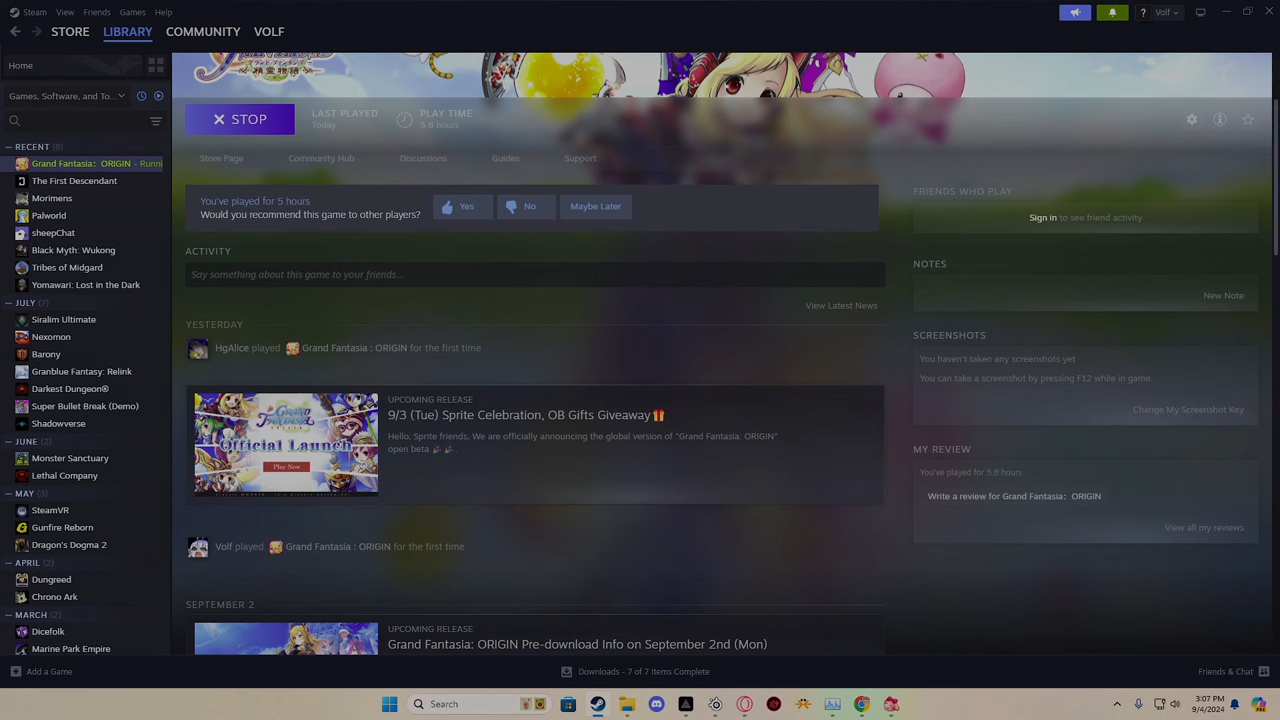 Steam View Friends Games Help
Volf
STORE LIBRARY COMMUNITY VOLF
Home
Games, Software, and To...
RECENT (8)
Grand Fantasia: ORIGIN - Runni
The First Descendant
Morimens
Palworld
sheepChat
Black Myth: Wukong
Tribes of Midgard
Yomawari: Lost in the Dark
JULY (7)
Siralim Ultimate
Nexomon
Barony
Granblue Fantasy: Relink
Darkest Dungeon®
Super Bullet Break (Demo)
Shadowverse
JUNE (2)
Monster Sanctuary
Lethal Company
MAY (3)
SteamVR
Gunfire Reborn
Dragon's Dogma 2
APRIL (2)
Dungreed
Chrono Ark
MARCH (2)
Dicefolk
Marine Park Empire
STOP
LAST PLAYED
Today
PLAY TIME
5.8 hours
Store Page Community Hub Discussions Guides Support
You've played for 5 hours
Would you recommend this game to other players?
Yes No Maybe Later
ACTIVITY
Say something about this game to your friends...
View Latest News
YESTERDAY
HgAlice played Grand Fantasia : ORIGIN for the first time
GRAND FANTASIA
Official Launch
Play Now
UPCOMING RELEASE
9/3 (Tue) Sprite Celebration, OB Gifts Giveaway🎁
Hello, Sprite friends, We are officially announcing the global version of "Grand Fantasia: ORIGIN"
open beta 🎉 🎉 .
Volf played Grand Fantasia : ORIGIN for the first time
SEPTEMBER 2
UPCOMING RELEASE
Grand Fantasia: ORIGIN Pre-download Info on September 2nd (Mon)
FRIENDS WHO PLAY
Sign in to see friend activity
NOTES
New Note
SCREENSHOTS
You haven't taken any screenshots yet
You can take a screenshot by pressing F12 while in game.
Change My Screenshot Key
MY REVIEW
You've played for 5.8 hours
Write a review for Grand Fantasia: ORIGIN
View all my reviews
Add a Game
Downloads - 7 of 7 Items Complete
Friends & Chat
Search
3:07 PM
9/4/2024